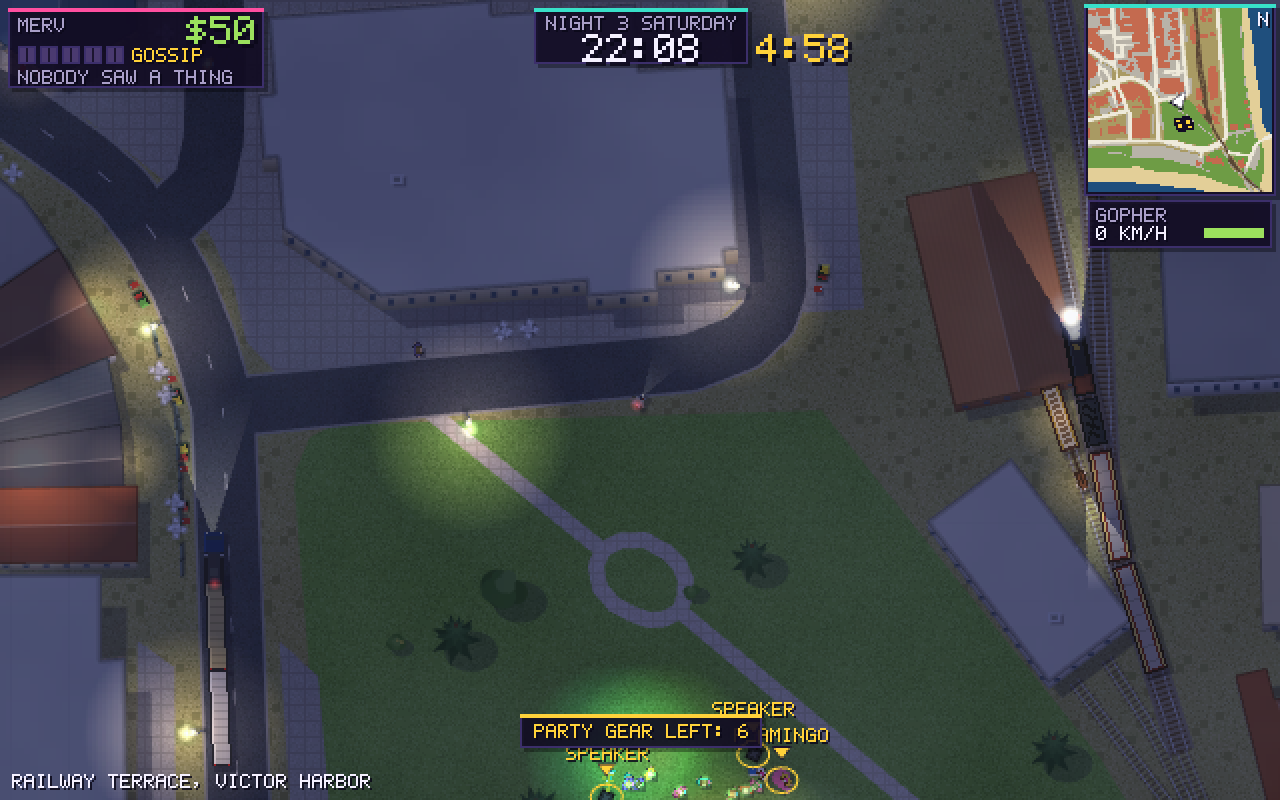 MERV
$50
GOSSIP
NOBODY SAW A THING
NIGHT 3 SATURDAY
22:08
4:58
N
GOPHER
0 KM/H
SPEAKER
PARTY GEAR LEFT: 6
AMINGO
SPEAKER
RAILWAY TERRACE, VICTOR HARBOR